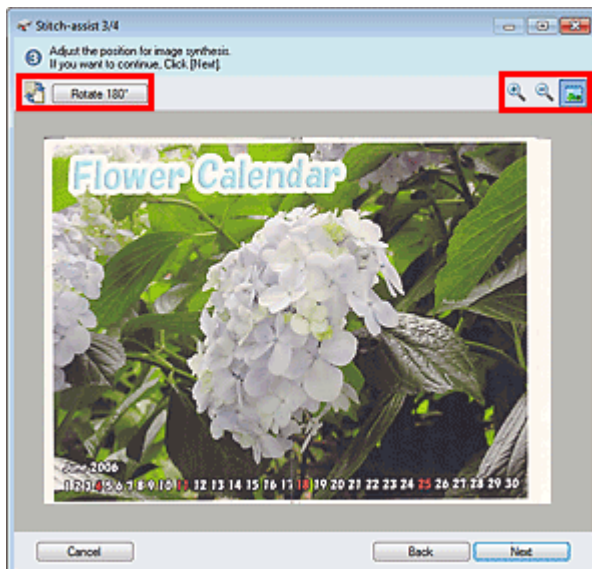 Stitch-assist 3/4
3 Adjust the position for image synthesis.
If you want to continue, Click [Next].
Rotate 180°
Flower Calendar
June,2006
1 2 3 4 5 6 7 8 9 10 11 12 13 14 15 16 17 18 19 20 21 22 23 24 25 26 27 28 29 30
Cancel Back Next